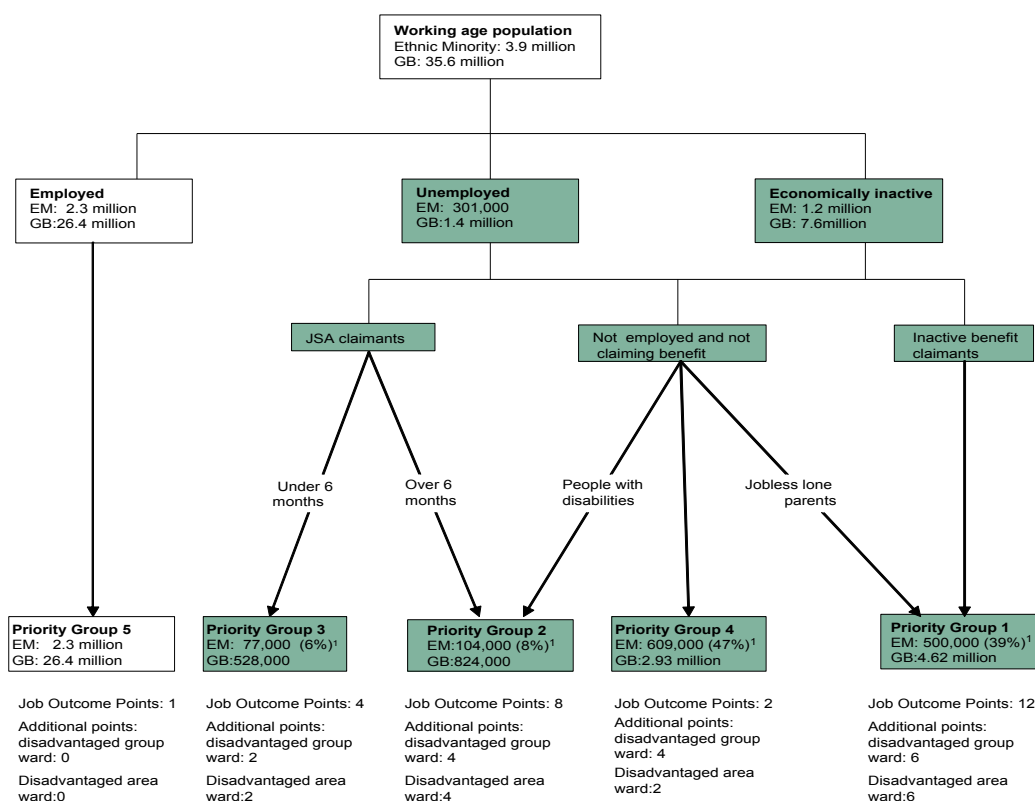 Working age population
Ethnic Minority: 3.9 million
GB: 35.6 million
Employed
EM:  2.3 million
GB:26.4 million
Unemployed
EM:  301,000
GB:1.4 million
Economically inactive
EM: 1.2 million
GB: 7.6million
JSA claimants
Not employed and not
claiming benefit
Inactive benefit
claimants
Under 6
months
Over 6
months
People with
disabilities
Jobless lone
parents
Priority Group 5
EM:   2.3 million
GB: 26.4 million
Priority Group 3
EM:  77,000 (6%)¹
GB:528,000
Priority Group 2
EM:104,000 (8%)¹
GB:824,000
Priority Group 4
EM: 609,000 (47%)¹
GB:2.93 million
Priority Group 1
EM: 500,000 (39%)¹
GB:4.62 million
Job Outcome Points: 1
Additional points:
disadvantaged group
ward: 0
Disadvantaged area
ward:0
Job Outcome Points: 4
Additional points:
disadvantaged group
ward: 2
Disadvantaged area
ward:2
Job Outcome Points: 8
Additional points:
disadvantaged group
ward: 4
Disadvantaged area
ward:4
Job Outcome Points: 2
Additional points:
disadvantaged group
ward: 4
Disadvantaged area
ward:2
Job Outcome Points: 12
Additional points:
disadvantaged group
ward: 6
Disadvantaged area
ward:6